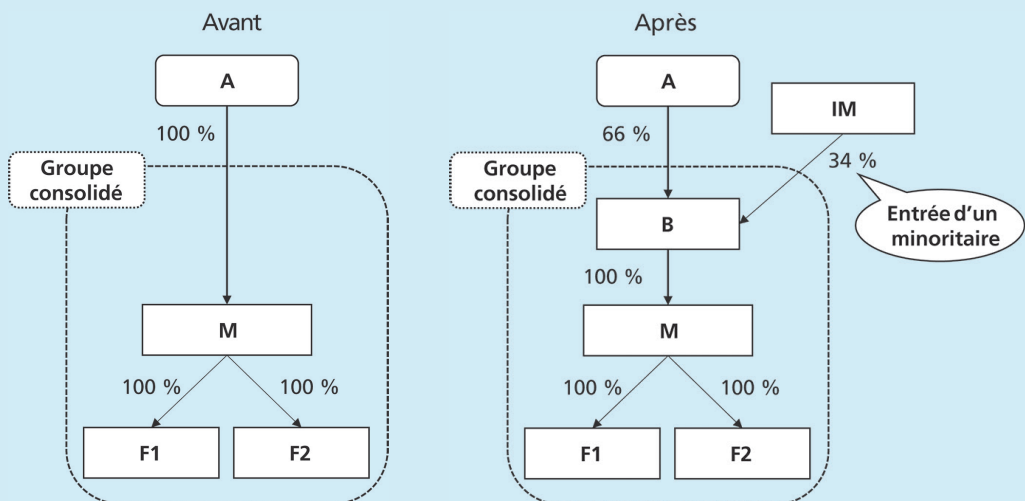 Avant
A
100 %
Groupe
consolidé
M
100 %
100 %
F1
F2
Après
A
IM
66 %
34 %
Groupe
consolidé
Entrée d'un
minoritaire
B
100 %
M
100 %
100 %
F1
F2